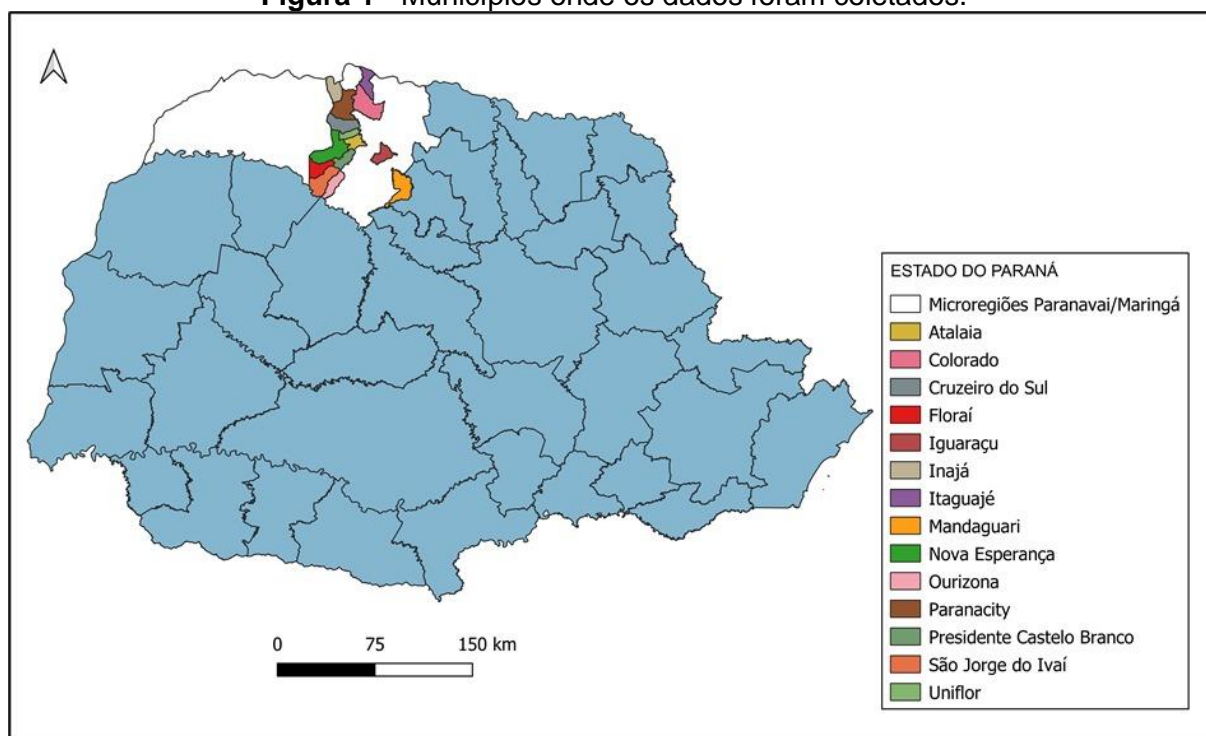 Figura 1 - Municípios onde os dados foram coletados.
ESTADO DO PARANÁ
Microregiões Paranavai/Maringá
Atalaia
Colorado
Cruzeiro do Sul
Floraí
Iguaraçu
Inajá
Itaguajé
Mandaguari
Nova Esperança
Ourizona
Paranacity
Presidente Castelo Branco
São Jorge do Ivaí
Uniflor
0 75 150 km